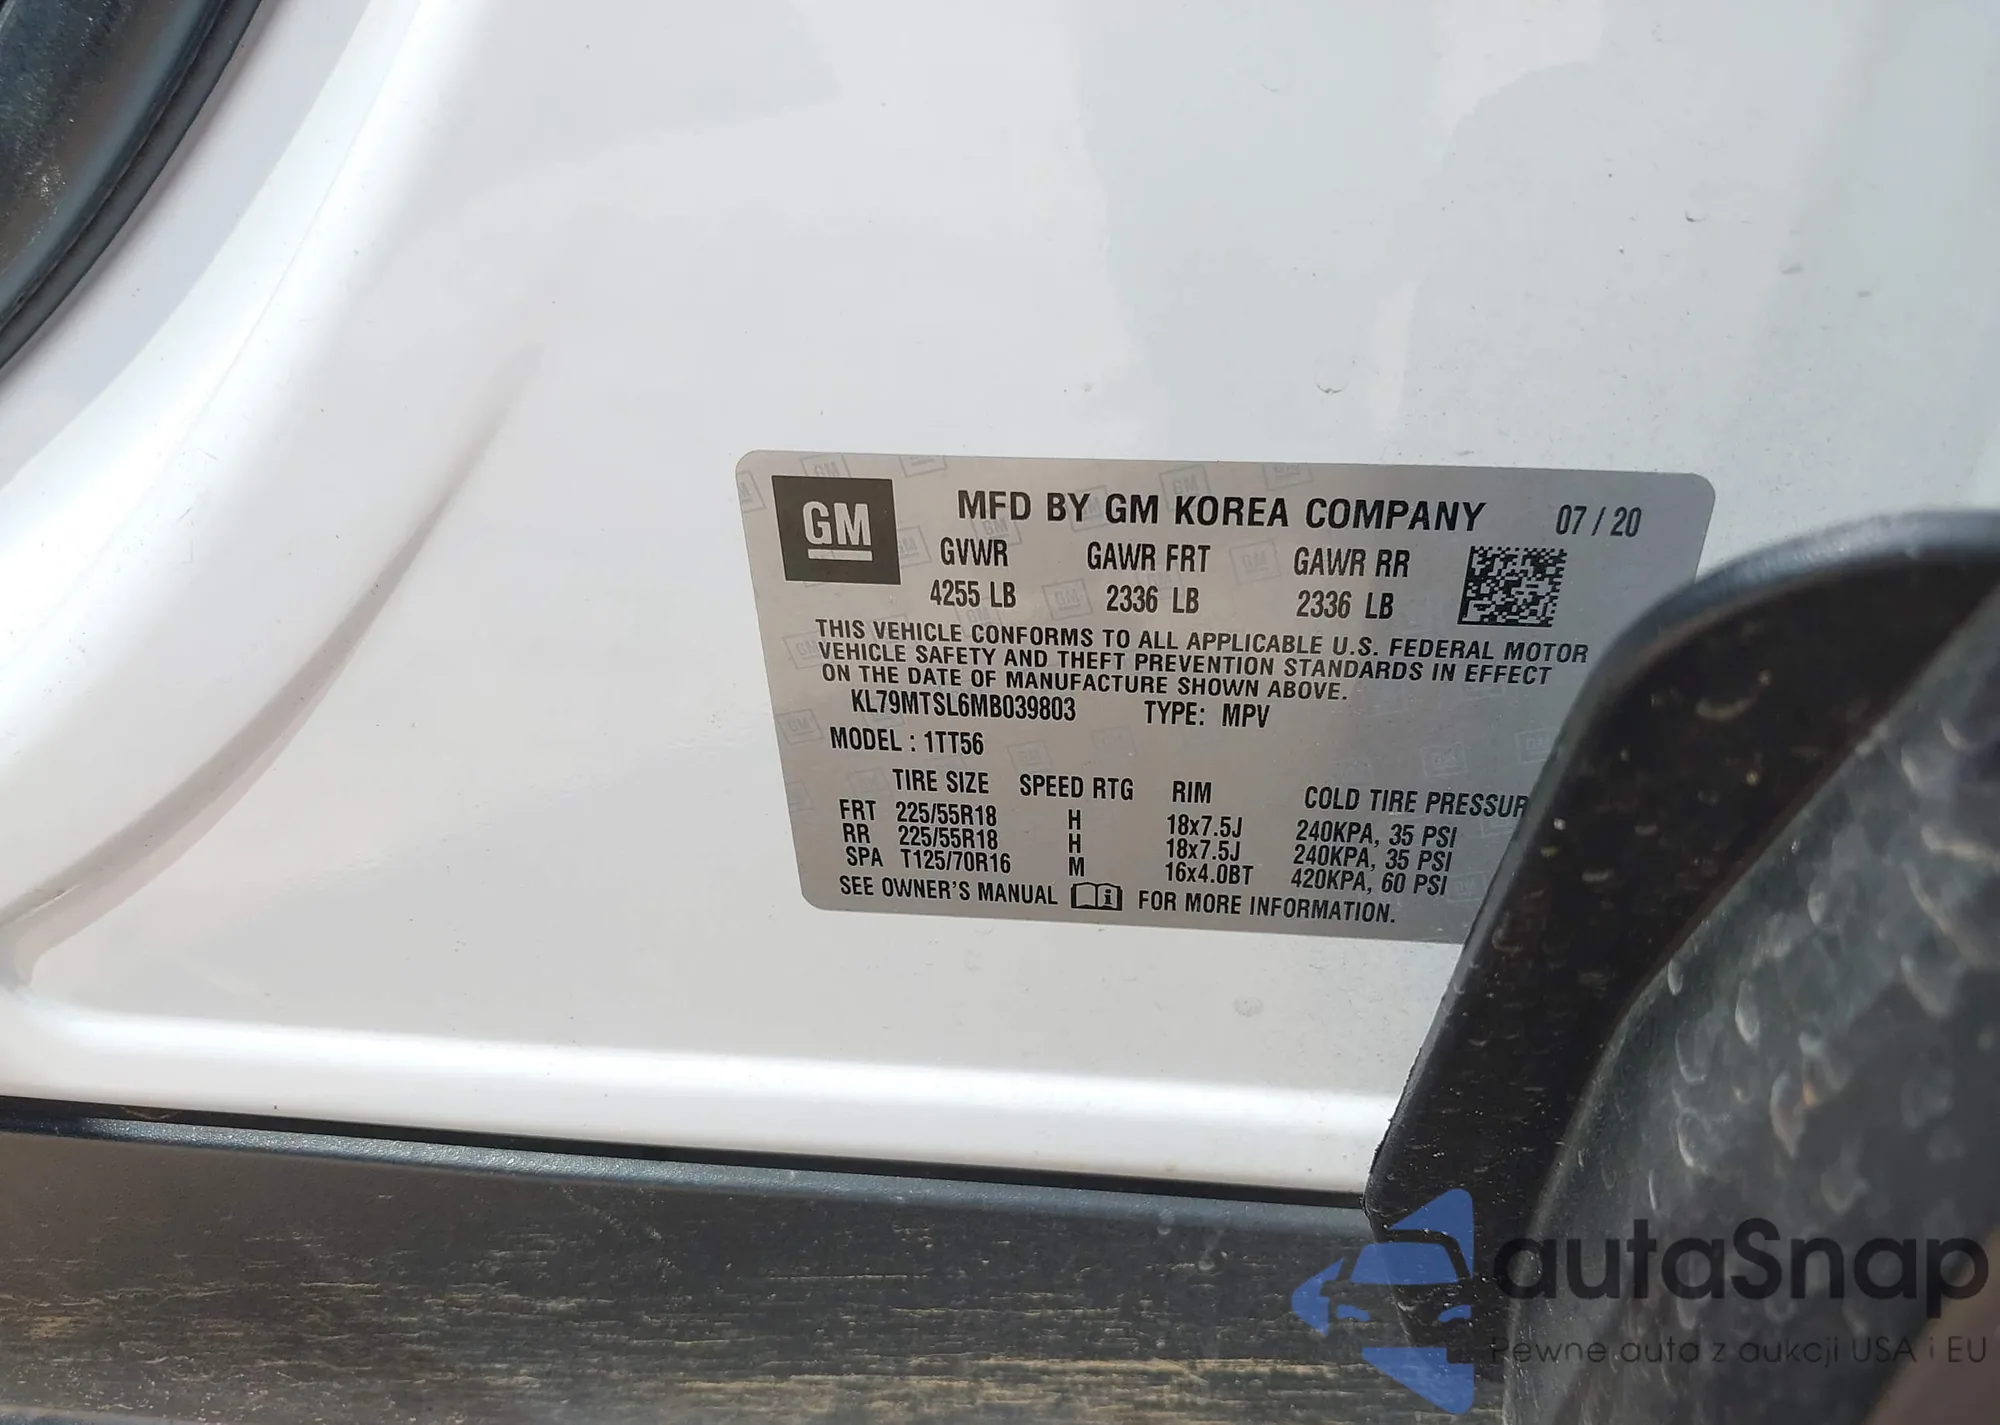 GM
MFD BY GM KOREA COMPANY 07 / 20
GVWR GAWR FRT GAWR RR
4255 LB 2336 LB 2336 LB
THIS VEHICLE CONFORMS TO ALL APPLICABLE U.S. FEDERAL MOTOR
VEHICLE SAFETY AND THEFT PREVENTION STANDARDS IN EFFECT
ON THE DATE OF MANUFACTURE SHOWN ABOVE.
KL79MTSL6MB039803 TYPE: MPV
MODEL : 1TT56
TIRE SIZE SPEED RTG RIM COLD TIRE PRESSUR
FRT 225/55R18 H 18x7.5J 240KPA, 35 PSI
RR 225/55R18 H 18x7.5J 240KPA, 35 PSI
SPA T125/70R16 M 16x4.0BT 420KPA, 60 PSI
SEE OWNER'S MANUAL FOR MORE INFORMATION.
autaSnap
Pewne auta z aukcji USA i EU